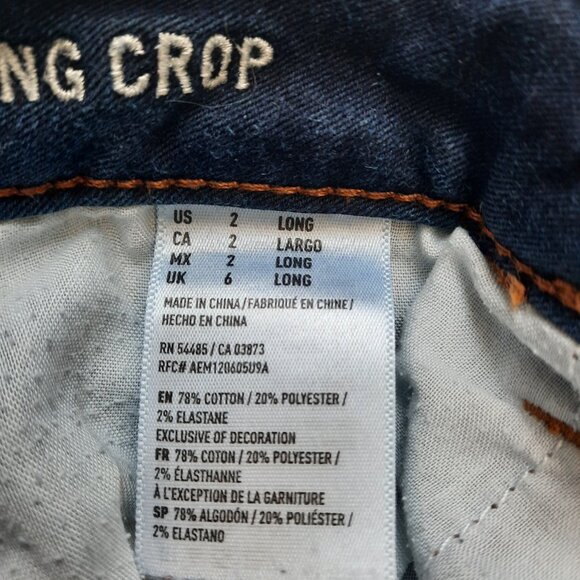 NG CROP
US 2 LONG
CA 2 LARGO
MX 2 LONG
UK 6 LONG
MADE IN CHINA/FABRIQUÉ EN CHINE/
HECHO EN CHINA
RN 54485 / CA 03873
RFC# AEM120605U9A
EN 78% COTTON / 20% POLYESTER /
2% ELASTANE
EXCLUSIVE OF DECORATION
FR 78% COTON / 20% POLYESTER /
2% ÉLASTHANNE
À L'EXCEPTION DE LA GARNITURE
SP 78% ALGODÓN / 20% POLIÉSTER /
2% ELASTANO